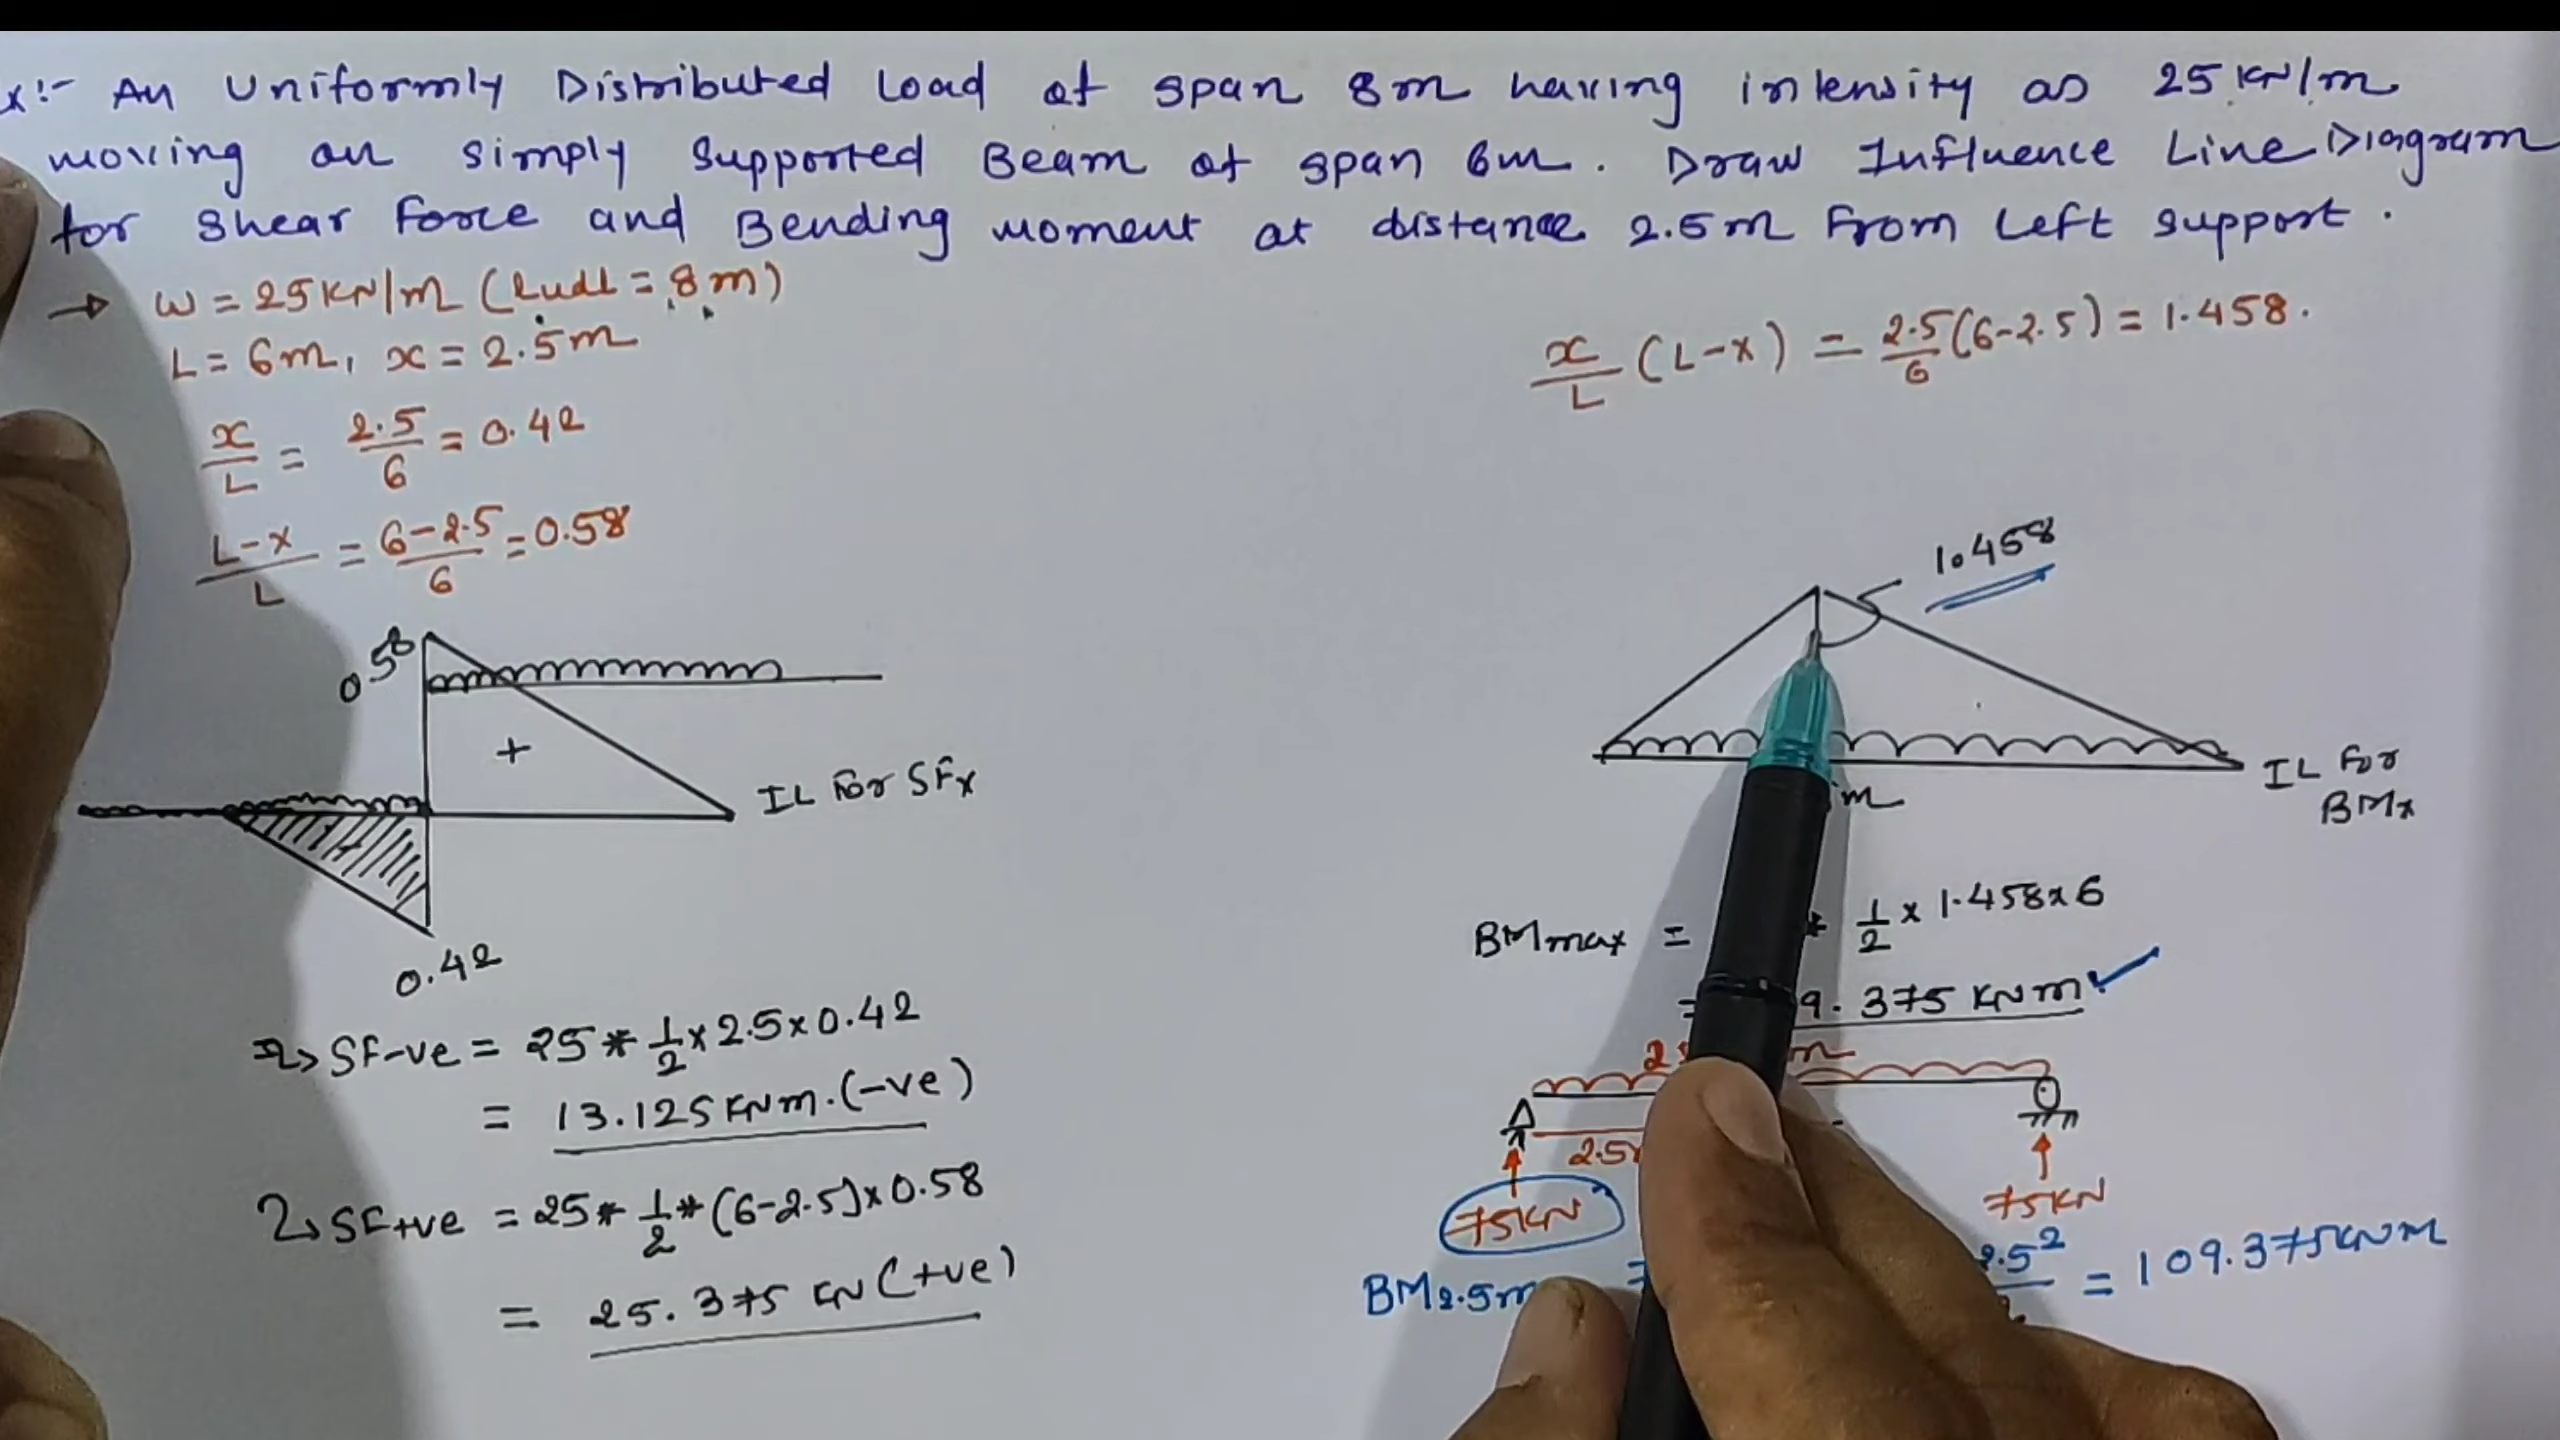 x:- An Uniformly Distributed Load of span 8m having intensity as 25 KN/m
moving on simply supported Beam of span 6m. Draw Influence Line Diagram
for Shear Force and Bending moment at distance 2.5m From Left support.
→ w = 25 KN/m (Ludl = 8m)
L = 6m, x = 2.5m
x/L = 2.5/6 = 0.42
L-x/L = 6-2.5/6 = 0.58
x/L (L-x) = 2.5/6 (6-2.5) = 1.458.
0.58
+
IL For SFx
0.42
SF-ve = 25 * 1/2 x 2.5 x 0.42
= 13.125 KNm. (-ve)
SF+ve = 25 * 1/2 * (6-2.5) x 0.58
= 25.375 KN (+ve)
1.458
IL For
BMx
m
BMmax = * 1/2 x 1.458 x 6
= 9.375 KNm
2 m
2.5
75KN
75KN
BM2.5m = 2.5² = 109.375KNm